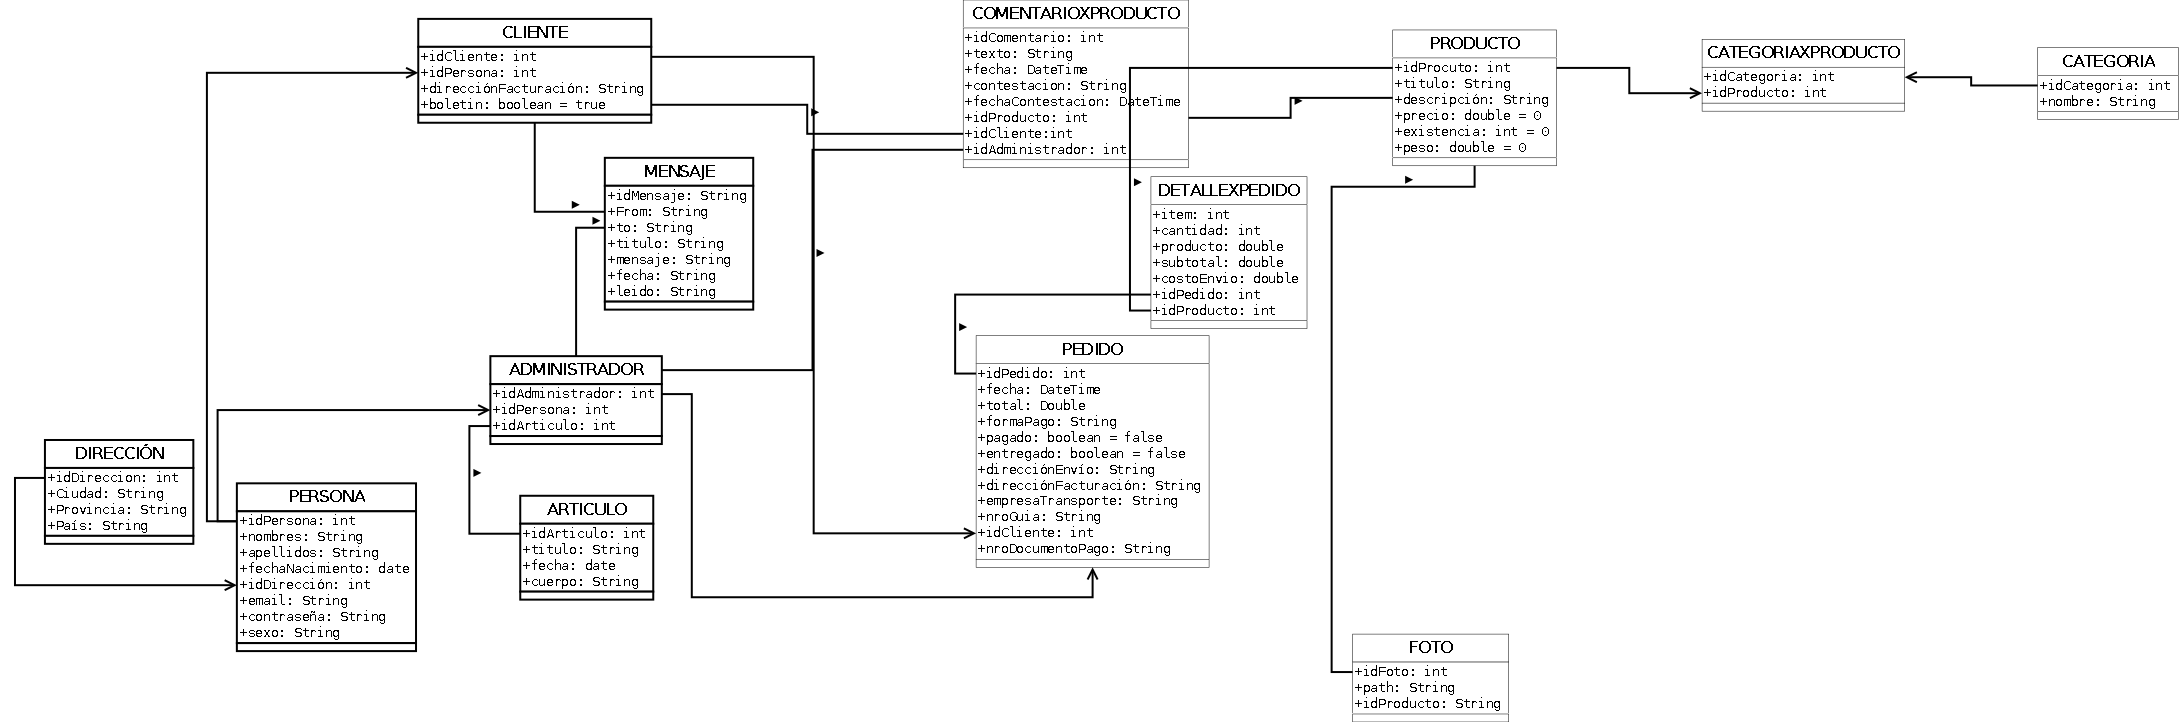 CLIENTE
+idCliente: int
+idPersona: int
+direcciónFacturación: String
+boletin: boolean = true
COMENTARIOXPRODUCTO
+idComentario: int
+texto: String
+fecha: DateTime
+contestacion: String
+fechaContestacion: DateTime
+idProducto: int
+idCliente:int
+idAdministrador: int
PRODUCTO
+idProcuto: int
+titulo: String
+descripción: String
+precio: double = 0
+existencia: int = 0
+peso: double = 0
CATEGORIAXPRODUCTO
+idCategoria: int
+idProducto: int
CATEGORIA
+idCategoria: int
+nombre: String
MENSAJE
+idMensaje: String
+From: String
+to: String
+titulo: String
+mensaje: String
+fecha: String
+leido: String
DETALLEXPEDIDO
+item: int
+cantidad: int
+producto: double
+subtotal: double
+costoEnvio: double
+idPedido: int
+idProducto: int
ADMINISTRADOR
+idAdministrador: int
+idPersona: int
+idArticulo: int
PEDIDO
+idPedido: int
+fecha: DateTime
+total: Double
+formaPago: String
+pagado: boolean = false
+entregado: boolean = false
+direcciónEnvío: String
+direcciónFacturación: String
+empresaTransporte: String
+nroGuia: String
+idCliente: int
+nroDocumentoPago: String
DIRECCIÓN
+idDireccion: int
+Ciudad: String
+Provincia: String
+País: String
PERSONA
+idPersona: int
+nombres: String
+apellidos: String
+fechaNacimiento: date
+idDirección: int
+email: String
+contraseña: String
+sexo: String
ARTICULO
+idArticulo: int
+titulo: String
+fecha: date
+cuerpo: String
FOTO
+idFoto: int
+path: String
+idProducto: String